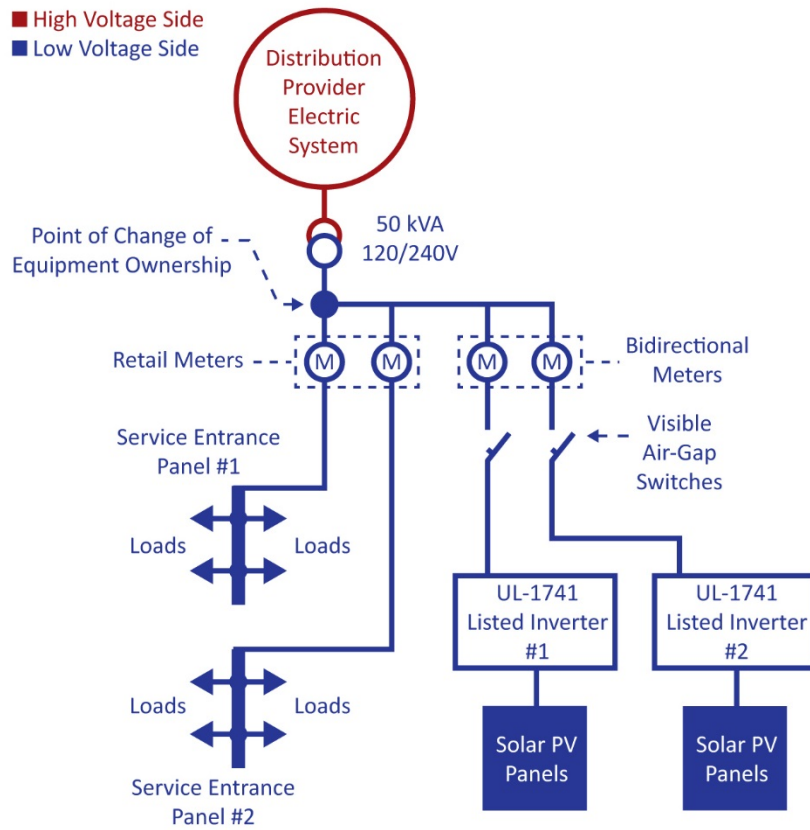 High Voltage Side
Low Voltage Side
Distribution
Provider
Electric
System
50 kVA
120/240V
Point of Change of
Equipment Ownership
Retail Meters
M
M
M
M
Bidirectional
Meters
Visible
Air-Gap
Switches
Service Entrance
Panel #1
Loads
Loads
UL-1741
Listed Inverter
#1
UL-1741
Listed Inverter
#2
Loads
Loads
Solar PV
Panels
Solar PV
Panels
Service Entrance
Panel #2